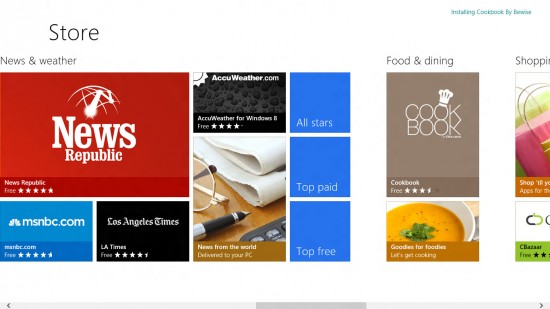 Installing Cookbook By Bewise
Store
News & weather
Food & dining
Shoppin
News
Republic
News Republic
Free
AccuWeather.com
AccuWeather for Windows 8
Free
All stars
Top paid
Top free
msnbc.com
msnbc.com
Free
Los Angeles Times
LA Times
Free
News from the world
Delivered to your PC
COOK
BOOK
Cookbook
Free
Goodies for foodies
Let's get cooking
Shop 'til yo
Apps for th
CBazaar
Free